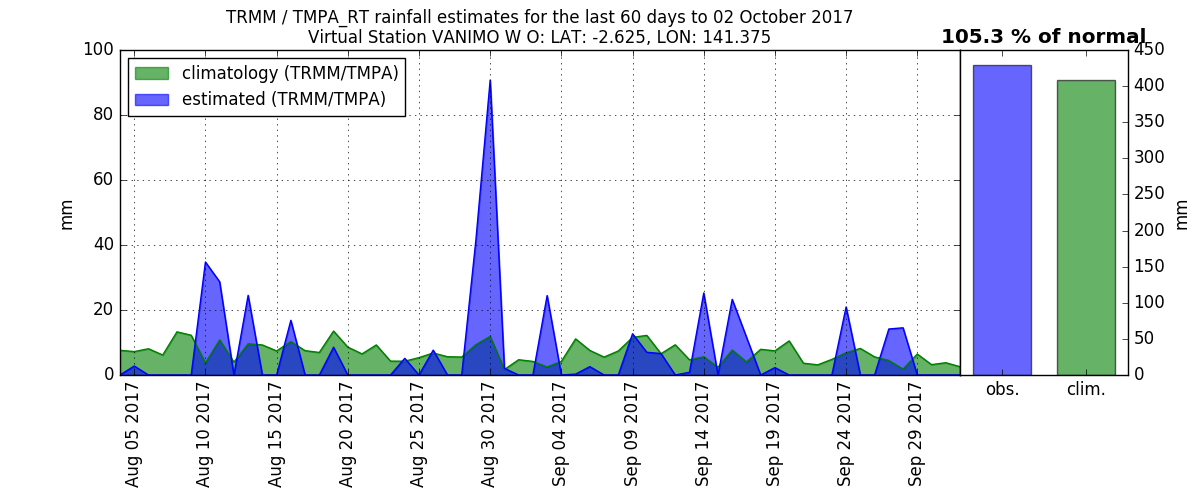 TRMM / TMPA_RT rainfall estimates for the last 60 days to 02 October 2017
Virtual Station VANIMO W O: LAT: -2.625, LON: 141.375
105.3 % of normal
climatology (TRMM/TMPA)
estimated (TRMM/TMPA)
100
80
60
40
20
0
mm
450
400
350
300
250
200
150
100
50
0
mm
Aug 05 2017
Aug 10 2017
Aug 15 2017
Aug 20 2017
Aug 25 2017
Aug 30 2017
Sep 04 2017
Sep 09 2017
Sep 14 2017
Sep 19 2017
Sep 24 2017
Sep 29 2017
obs.
clim.